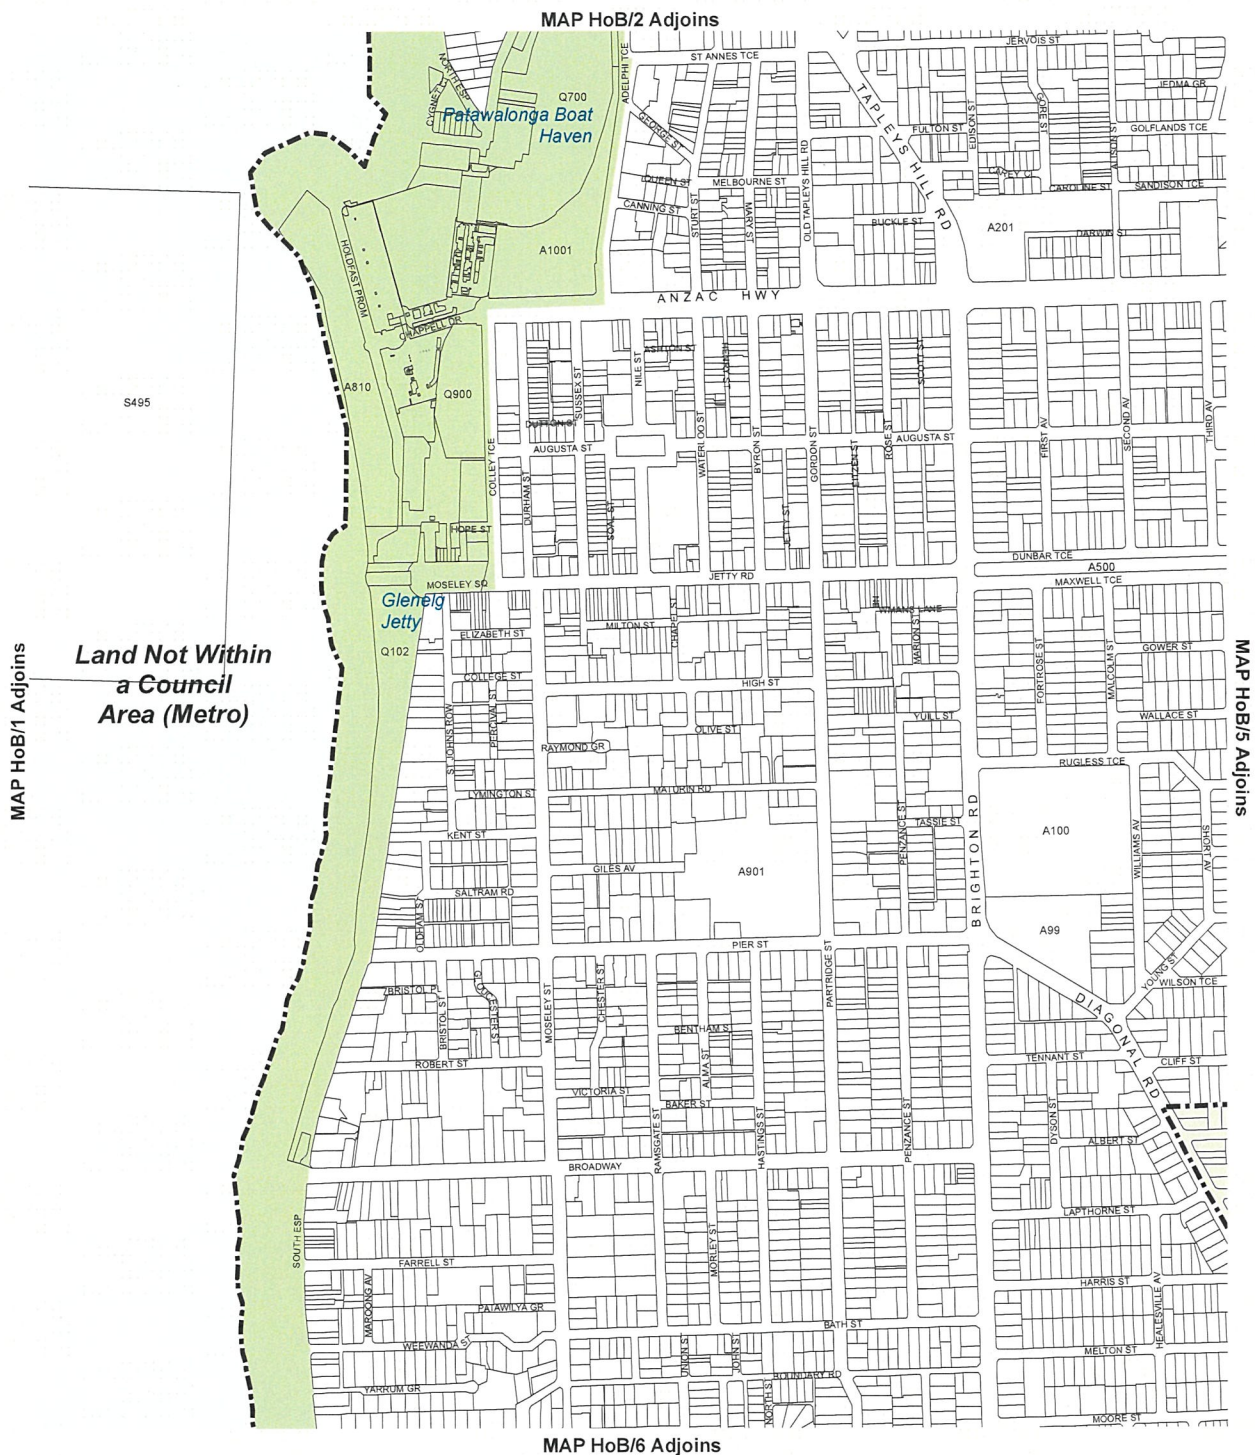 MAP HoB/2 Adjoins
JERVOIS ST
ST ANNES TCE
ADELPHI TCE
NORTH ESP
JEDMA GR
Q700
TAPLEYS HILL RD
GORE ST
Patawalonga Boat
Haven
GEORGE ST
FULTON ST
EDISON ST
ALISON ST
GOLFLANDS TCE
OLD TAPLEYS HILL RD
CAREY CL
QUEEN ST
MELBOURNE ST
CAROLINE ST
SANDISON TCE
CANNING ST
STURT ST
MARY ST
BUCKLE ST
A201
DARWIN ST
HOLDFAST PROM
A1001
ANZAC HWY
CHAPPELL DR
ASHTON ST
NILE ST
SUSSEX ST
SCOTT ST
A810
Q900
S495
DUTTON ST
AUGUSTA ST
COLLEY TCE
WATERLOO ST
BYRON ST
GORDON ST
ROSE ST
AUGUSTA ST
FIRST AV
SECOND AV
THIRD AV
DURHAM ST
SOAL ST
JETTY ST
EITZEN ST
HOPE ST
DUNBAR TCE
A500
MOSELEY SQ
JETTY RD
MAXWELL TCE
Glenelg
Jetty
ELIZABETH ST
MILTON ST
CHAPEL ST
MARION ST
Q102
GOWER ST
Land Not Within
a Council
Area (Metro)
MAP HoB/1 Adjoins
MAP HoB/5 Adjoins
COLLEGE ST
HIGH ST
FORTROSE ST
MALCOLM ST
ST JOHNS ROW
PERCIVAL ST
OLIVE ST
YUILL ST
WALLACE ST
RAYMOND GR
RUGLESS TCE
LYMINGTON ST
MATURIN RD
KENT ST
PENZANCE ST
TASSIE ST
BRIGHTON RD
A100
WILLIAMS AV
SHORT AV
GILES AV
A901
SALTRAM RD
OLDHAM ST
A99
PIER ST
YOUNG ST
WILSON TCE
BRISTOL ST
GLOUCESTER ST
MOSELEY ST
CHESTER ST
PARTRIDGE ST
DIAGONAL RD
BENTHAM ST
ROBERT ST
ALMA ST
TENNANT ST
CLIFF ST
VICTORIA ST
BAKER ST
RAMSGATE ST
HASTINGS ST
PENZANCE ST
DYSON ST
ALBERT ST
BROADWAY
LAPTHORNE ST
SOUTH ESP
MORLEY ST
FARRELL ST
HARRIS ST
MAROONG AV
HEALESVILLE AV
PATAWILYA GR
BATH ST
WEEWANDA ST
UNION ST
JOHN ST
MELTON ST
YARRUM GR
BOUNDARY RD
NORTH ST
MOORE ST
MAP HoB/6 Adjoins